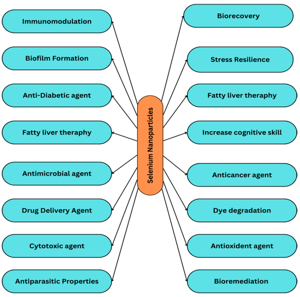 Immunomodulation
Biofilm Formation
Anti-Diabetic agent
Fatty liver theraphy
Antimicrobial agent
Drug Delivery Agent
Cytotoxic agent
Antiparasitic Properties
Selenium Nanoparticles
Biorecovery
Stress Resilience
Fatty liver theraphy
Increase cognitive skill
Anticancer agent
Dye degradation
Antioxident agent
Bioremediation